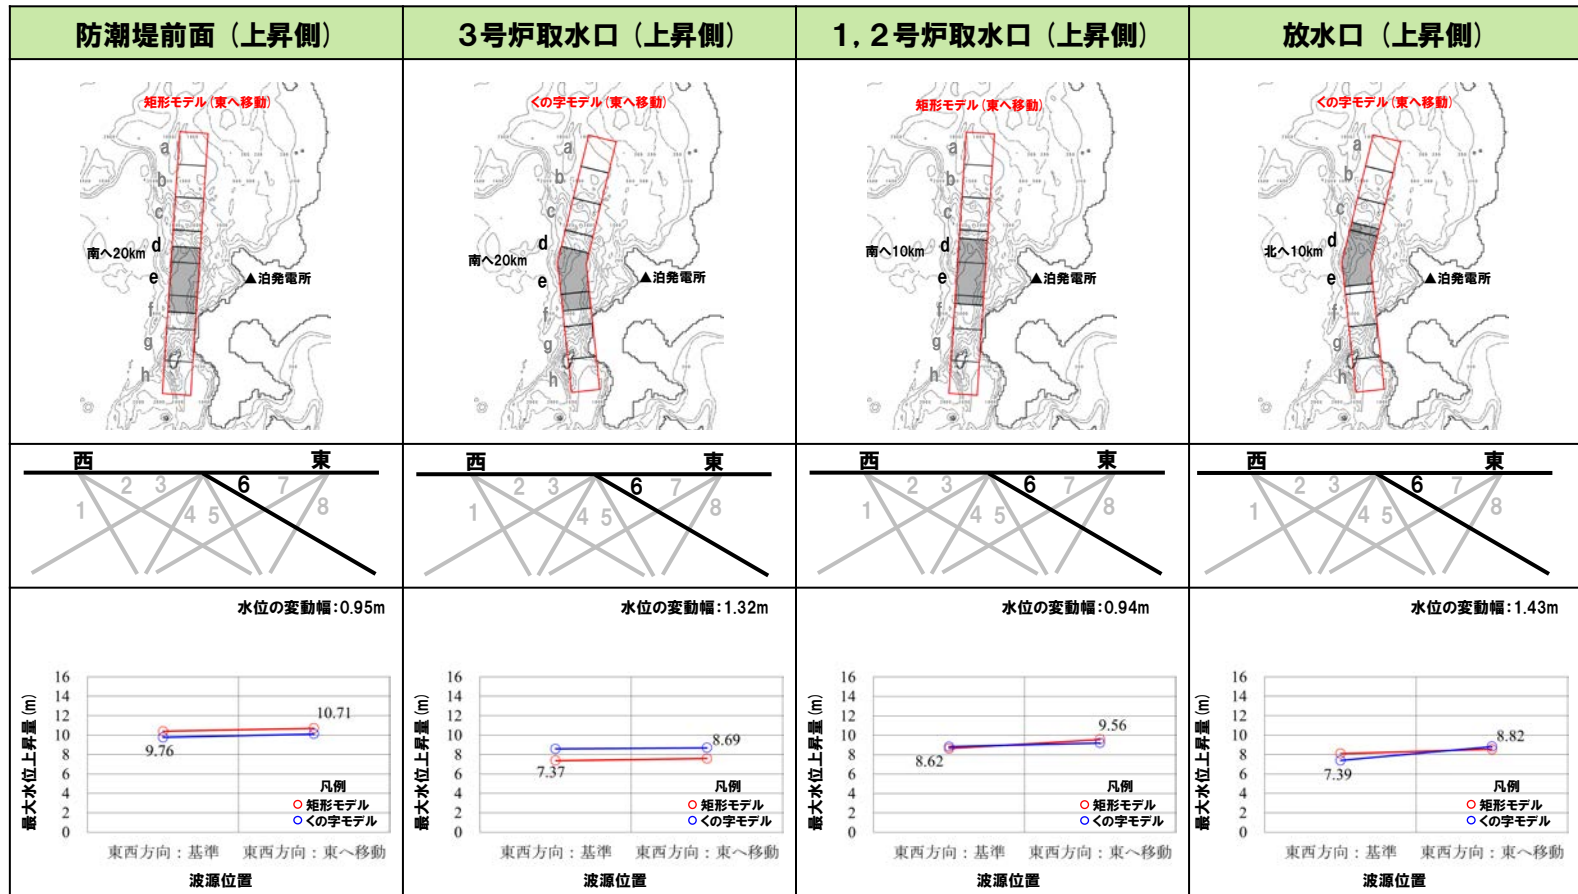 防潮堤前面（上昇側）
3号炉取水口（上昇側）
1，2号炉取水口（上昇側）
放水口（上昇側）
矩形モデル(東へ移動)
a
b
c
d
南へ20km
e
▲泊発電所
f
g
h
くの字モデル(東へ移動)
a
b
c
d
南へ20km
e
▲泊発電所
f
g
h
矩形モデル(東へ移動)
a
b
c
d
南へ10km
e
▲泊発電所
f
g
h
くの字モデル(東へ移動)
a
b
c
d
北へ10km
e
▲泊発電所
f
g
h
西 東
1 2 3 4 5 6 7 8
西 東
1 2 3 4 5 6 7 8
西 東
1 2 3 4 5 6 7 8
西 東
1 2 3 4 5 6 7 8
水位の変動幅：0.95m
最大水位上昇量(m)
16
14
12
10
8
6
4
2
0
10.71
9.76
凡例
矩形モデル
くの字モデル
東西方向：基準 東西方向：東へ移動
波源位置
水位の変動幅：1.32m
最大水位上昇量(m)
16
14
12
10
8
6
4
2
0
8.69
7.37
凡例
矩形モデル
くの字モデル
東西方向：基準 東西方向：東へ移動
波源位置
水位の変動幅：0.94m
最大水位上昇量(m)
16
14
12
10
8
6
4
2
0
9.56
8.62
凡例
矩形モデル
くの字モデル
東西方向：基準 東西方向：東へ移動
波源位置
水位の変動幅：1.43m
最大水位上昇量(m)
16
14
12
10
8
6
4
2
0
8.82
7.39
凡例
矩形モデル
くの字モデル
東西方向：基準 東西方向：東へ移動
波源位置